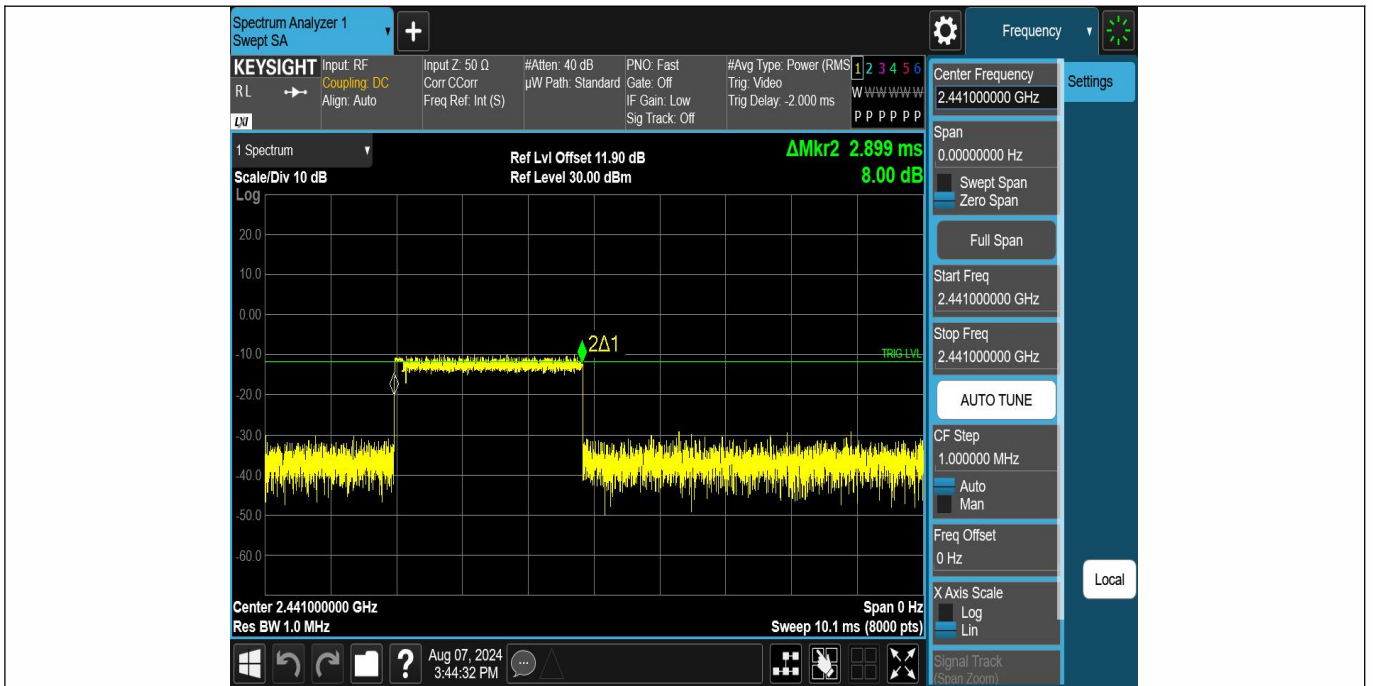 Spectrum Analyzer 1
Swept SA
+
Frequency
KEYSIGHT
RL
LXI
Input: RF
Coupling: DC
Align: Auto
Input Z: 50 Ω
Corr CCorr
Freq Ref: Int (S)
#Atten: 40 dB
µW Path: Standard
PNO: Fast
Gate: Off
IF Gain: Low
Sig Track: Off
#Avg Type: Power (RMS
Trig: Video
Trig Delay: -2.000 ms
1 2 3 4 5 6
W W W W W W
P P P P P P
1 Spectrum
Scale/Div 10 dB
Log
Ref Lvl Offset 11.90 dB
Ref Level 30.00 dBm
ΔMkr2 2.899 ms
8.00 dB
20.0
10.0
0.00
-10.0
-20.0
-30.0
-40.0
-50.0
-60.0
2Δ1
TRIG LVL
Center 2.441000000 GHz
Res BW 1.0 MHz
Span 0 Hz
Sweep 10.1 ms (8000 pts)
Center Frequency
2.441000000 GHz
Settings
Span
0.00000000 Hz
Swept Span
Zero Span
Full Span
Start Freq
2.441000000 GHz
Stop Freq
2.441000000 GHz
AUTO TUNE
CF Step
1.000000 MHz
Auto
Man
Freq Offset
0 Hz
X Axis Scale
Log
Lin
Local
Signal Track
(Span Zoom)
?
Aug 07, 2024
3:44:32 PM